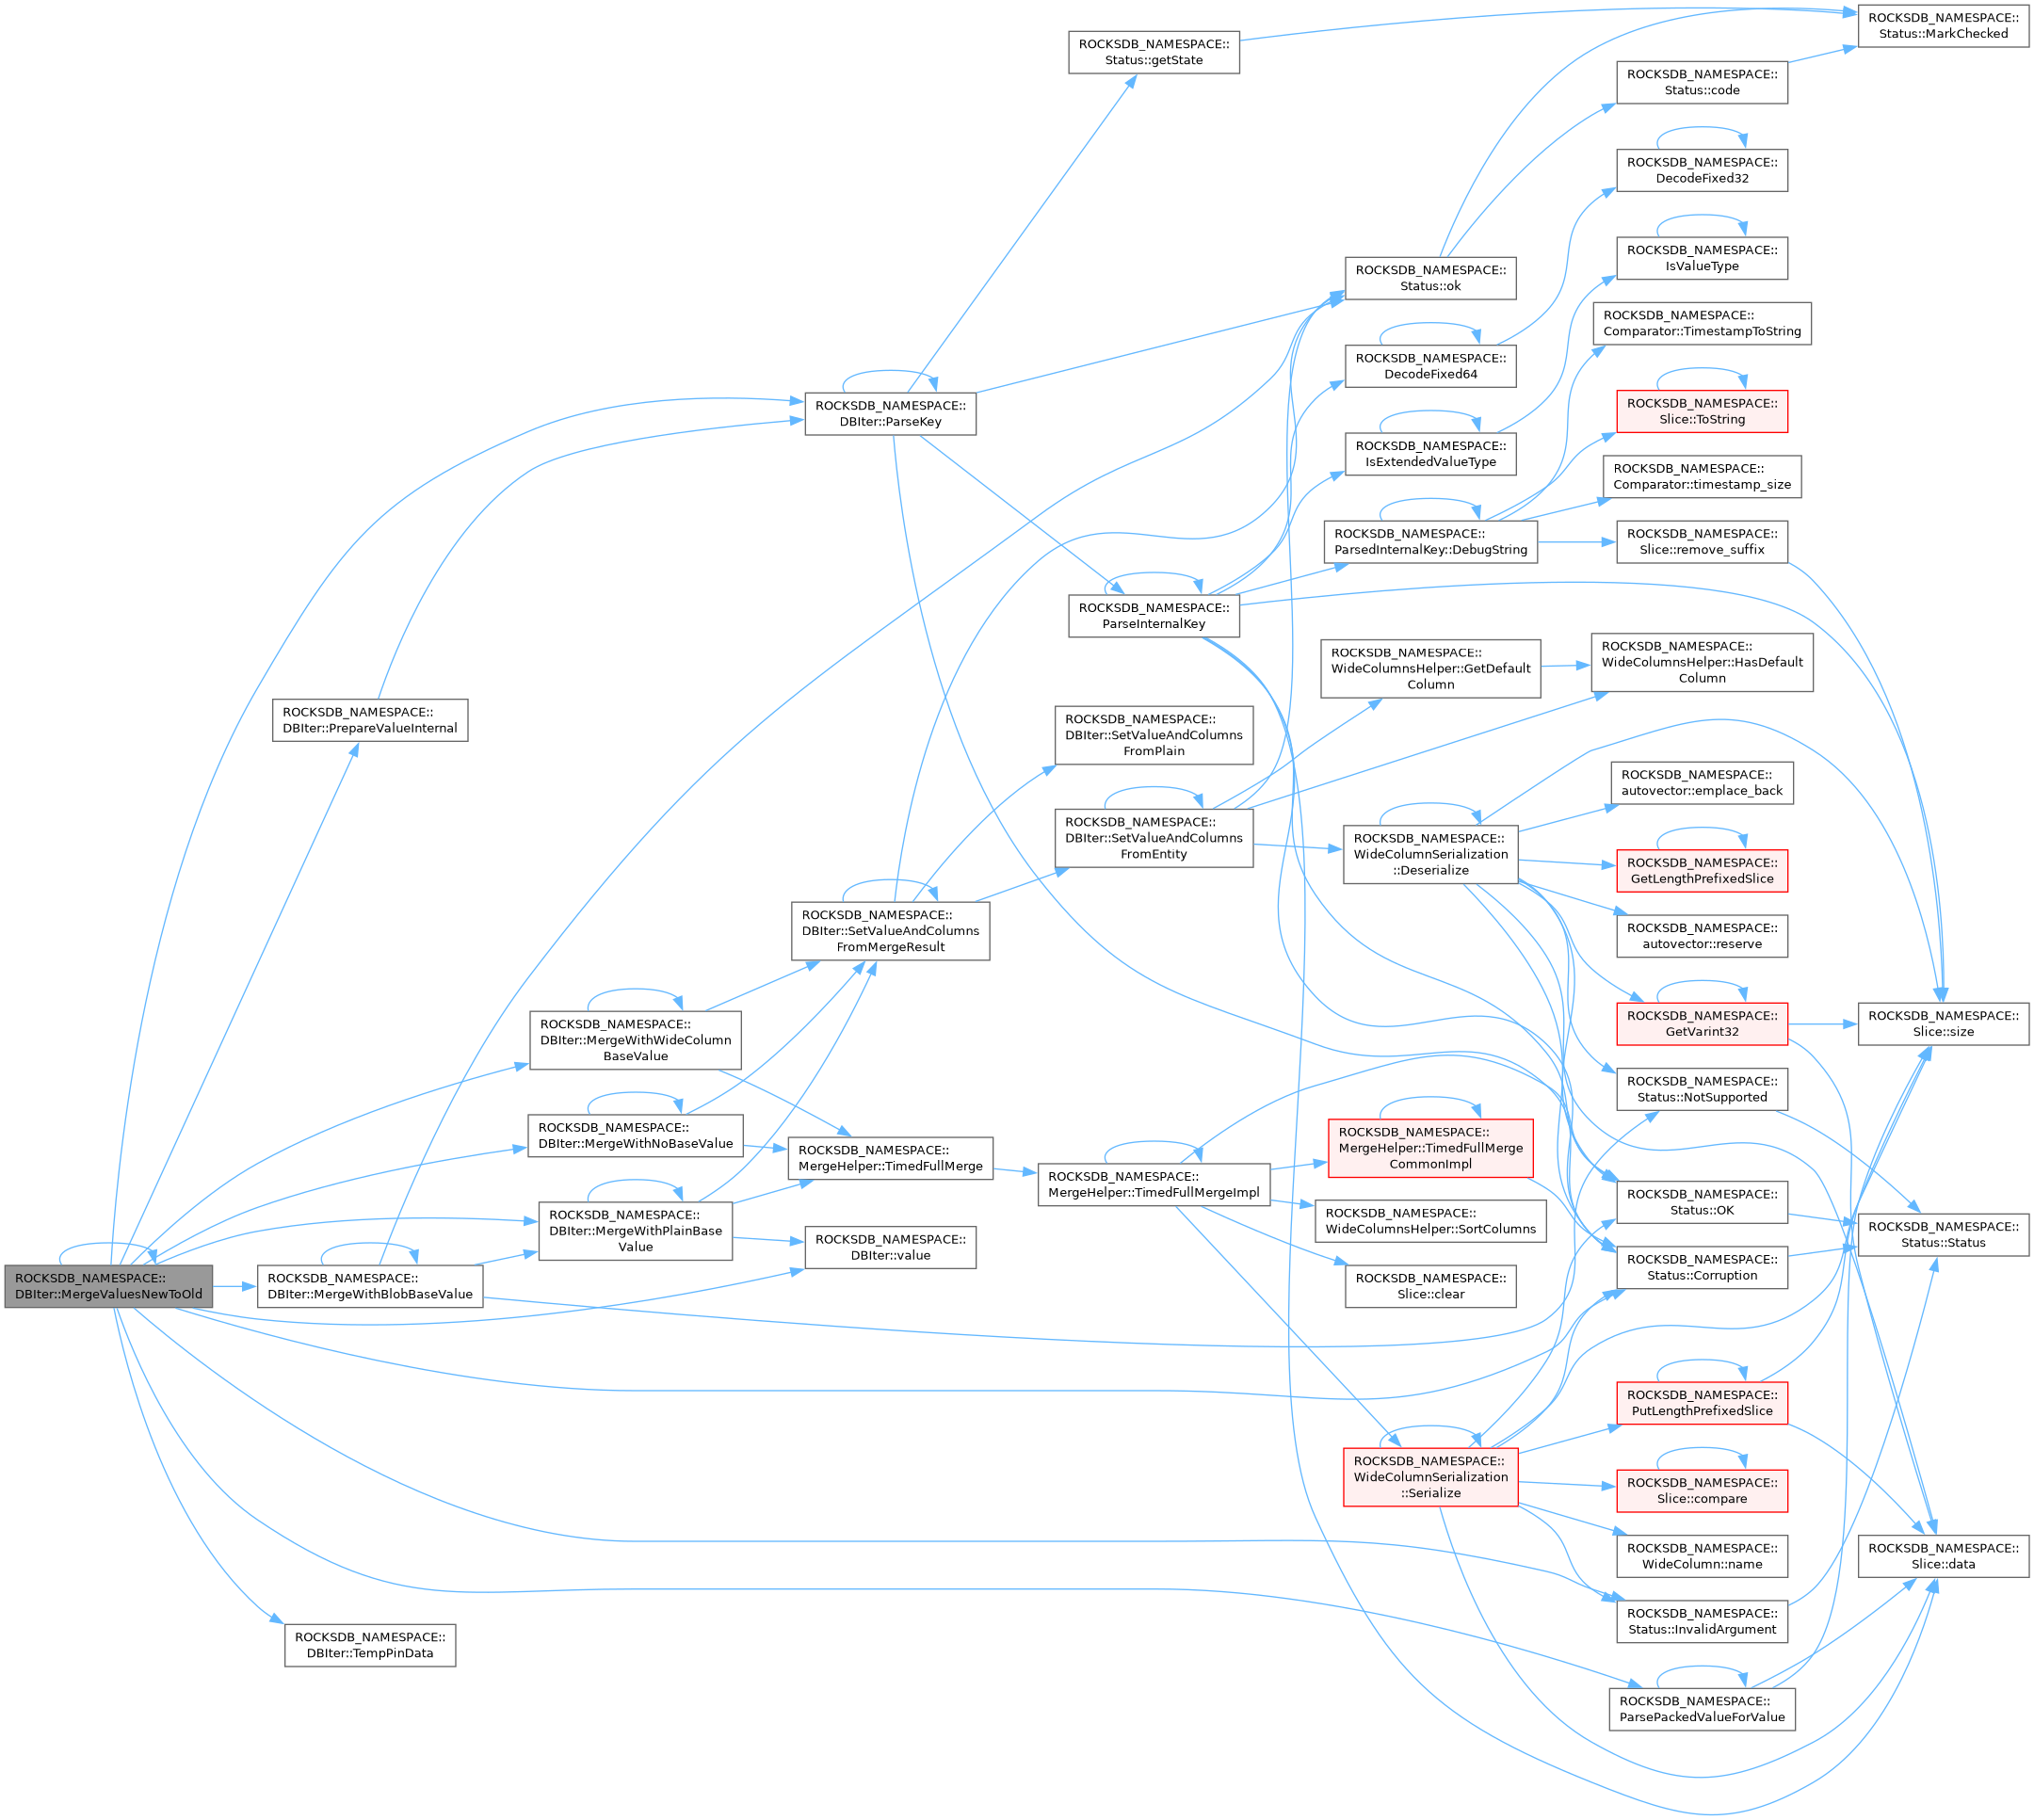 ROCKSDB_NAMESPACE::
DBIter::MergeValuesNewToOld
ROCKSDB_NAMESPACE::
DBIter::PrepareValueInternal
ROCKSDB_NAMESPACE::
DBIter::MergeWithBlobBaseValue
ROCKSDB_NAMESPACE::
DBIter::TempPinData
ROCKSDB_NAMESPACE::
DBIter::MergeWithWideColumn
BaseValue
ROCKSDB_NAMESPACE::
DBIter::MergeWithNoBaseValue
ROCKSDB_NAMESPACE::
DBIter::MergeWithPlainBase
Value
ROCKSDB_NAMESPACE::
DBIter::ParseKey
ROCKSDB_NAMESPACE::
DBIter::SetValueAndColumns
FromMergeResult
ROCKSDB_NAMESPACE::
MergeHelper::TimedFullMerge
ROCKSDB_NAMESPACE::
DBIter::value
ROCKSDB_NAMESPACE::
Status::getState
ROCKSDB_NAMESPACE::
ParseInternalKey
ROCKSDB_NAMESPACE::
DBIter::SetValueAndColumns
FromPlain
ROCKSDB_NAMESPACE::
DBIter::SetValueAndColumns
FromEntity
ROCKSDB_NAMESPACE::
MergeHelper::TimedFullMergeImpl
ROCKSDB_NAMESPACE::
Status::ok
ROCKSDB_NAMESPACE::
DecodeFixed64
ROCKSDB_NAMESPACE::
IsExtendedValueType
ROCKSDB_NAMESPACE::
ParsedInternalKey::DebugString
ROCKSDB_NAMESPACE::
WideColumnsHelper::GetDefault
Column
ROCKSDB_NAMESPACE::
WideColumnSerialization
::Deserialize
ROCKSDB_NAMESPACE::
MergeHelper::TimedFullMerge
CommonImpl
ROCKSDB_NAMESPACE::
WideColumnsHelper::SortColumns
ROCKSDB_NAMESPACE::
Slice::clear
ROCKSDB_NAMESPACE::
WideColumnSerialization
::Serialize
ROCKSDB_NAMESPACE::
Status::code
ROCKSDB_NAMESPACE::
DecodeFixed32
ROCKSDB_NAMESPACE::
IsValueType
ROCKSDB_NAMESPACE::
Comparator::TimestampToString
ROCKSDB_NAMESPACE::
Slice::ToString
ROCKSDB_NAMESPACE::
Comparator::timestamp_size
ROCKSDB_NAMESPACE::
Slice::remove_suffix
ROCKSDB_NAMESPACE::
WideColumnsHelper::HasDefault
Column
ROCKSDB_NAMESPACE::
autovector::emplace_back
ROCKSDB_NAMESPACE::
GetLengthPrefixedSlice
ROCKSDB_NAMESPACE::
autovector::reserve
ROCKSDB_NAMESPACE::
GetVarint32
ROCKSDB_NAMESPACE::
Status::NotSupported
ROCKSDB_NAMESPACE::
Status::OK
ROCKSDB_NAMESPACE::
Status::Corruption
ROCKSDB_NAMESPACE::
PutLengthPrefixedSlice
ROCKSDB_NAMESPACE::
Slice::compare
ROCKSDB_NAMESPACE::
WideColumn::name
ROCKSDB_NAMESPACE::
Status::InvalidArgument
ROCKSDB_NAMESPACE::
ParsePackedValueForValue
ROCKSDB_NAMESPACE::
Status::MarkChecked
ROCKSDB_NAMESPACE::
Slice::size
ROCKSDB_NAMESPACE::
Status::Status
ROCKSDB_NAMESPACE::
Slice::data